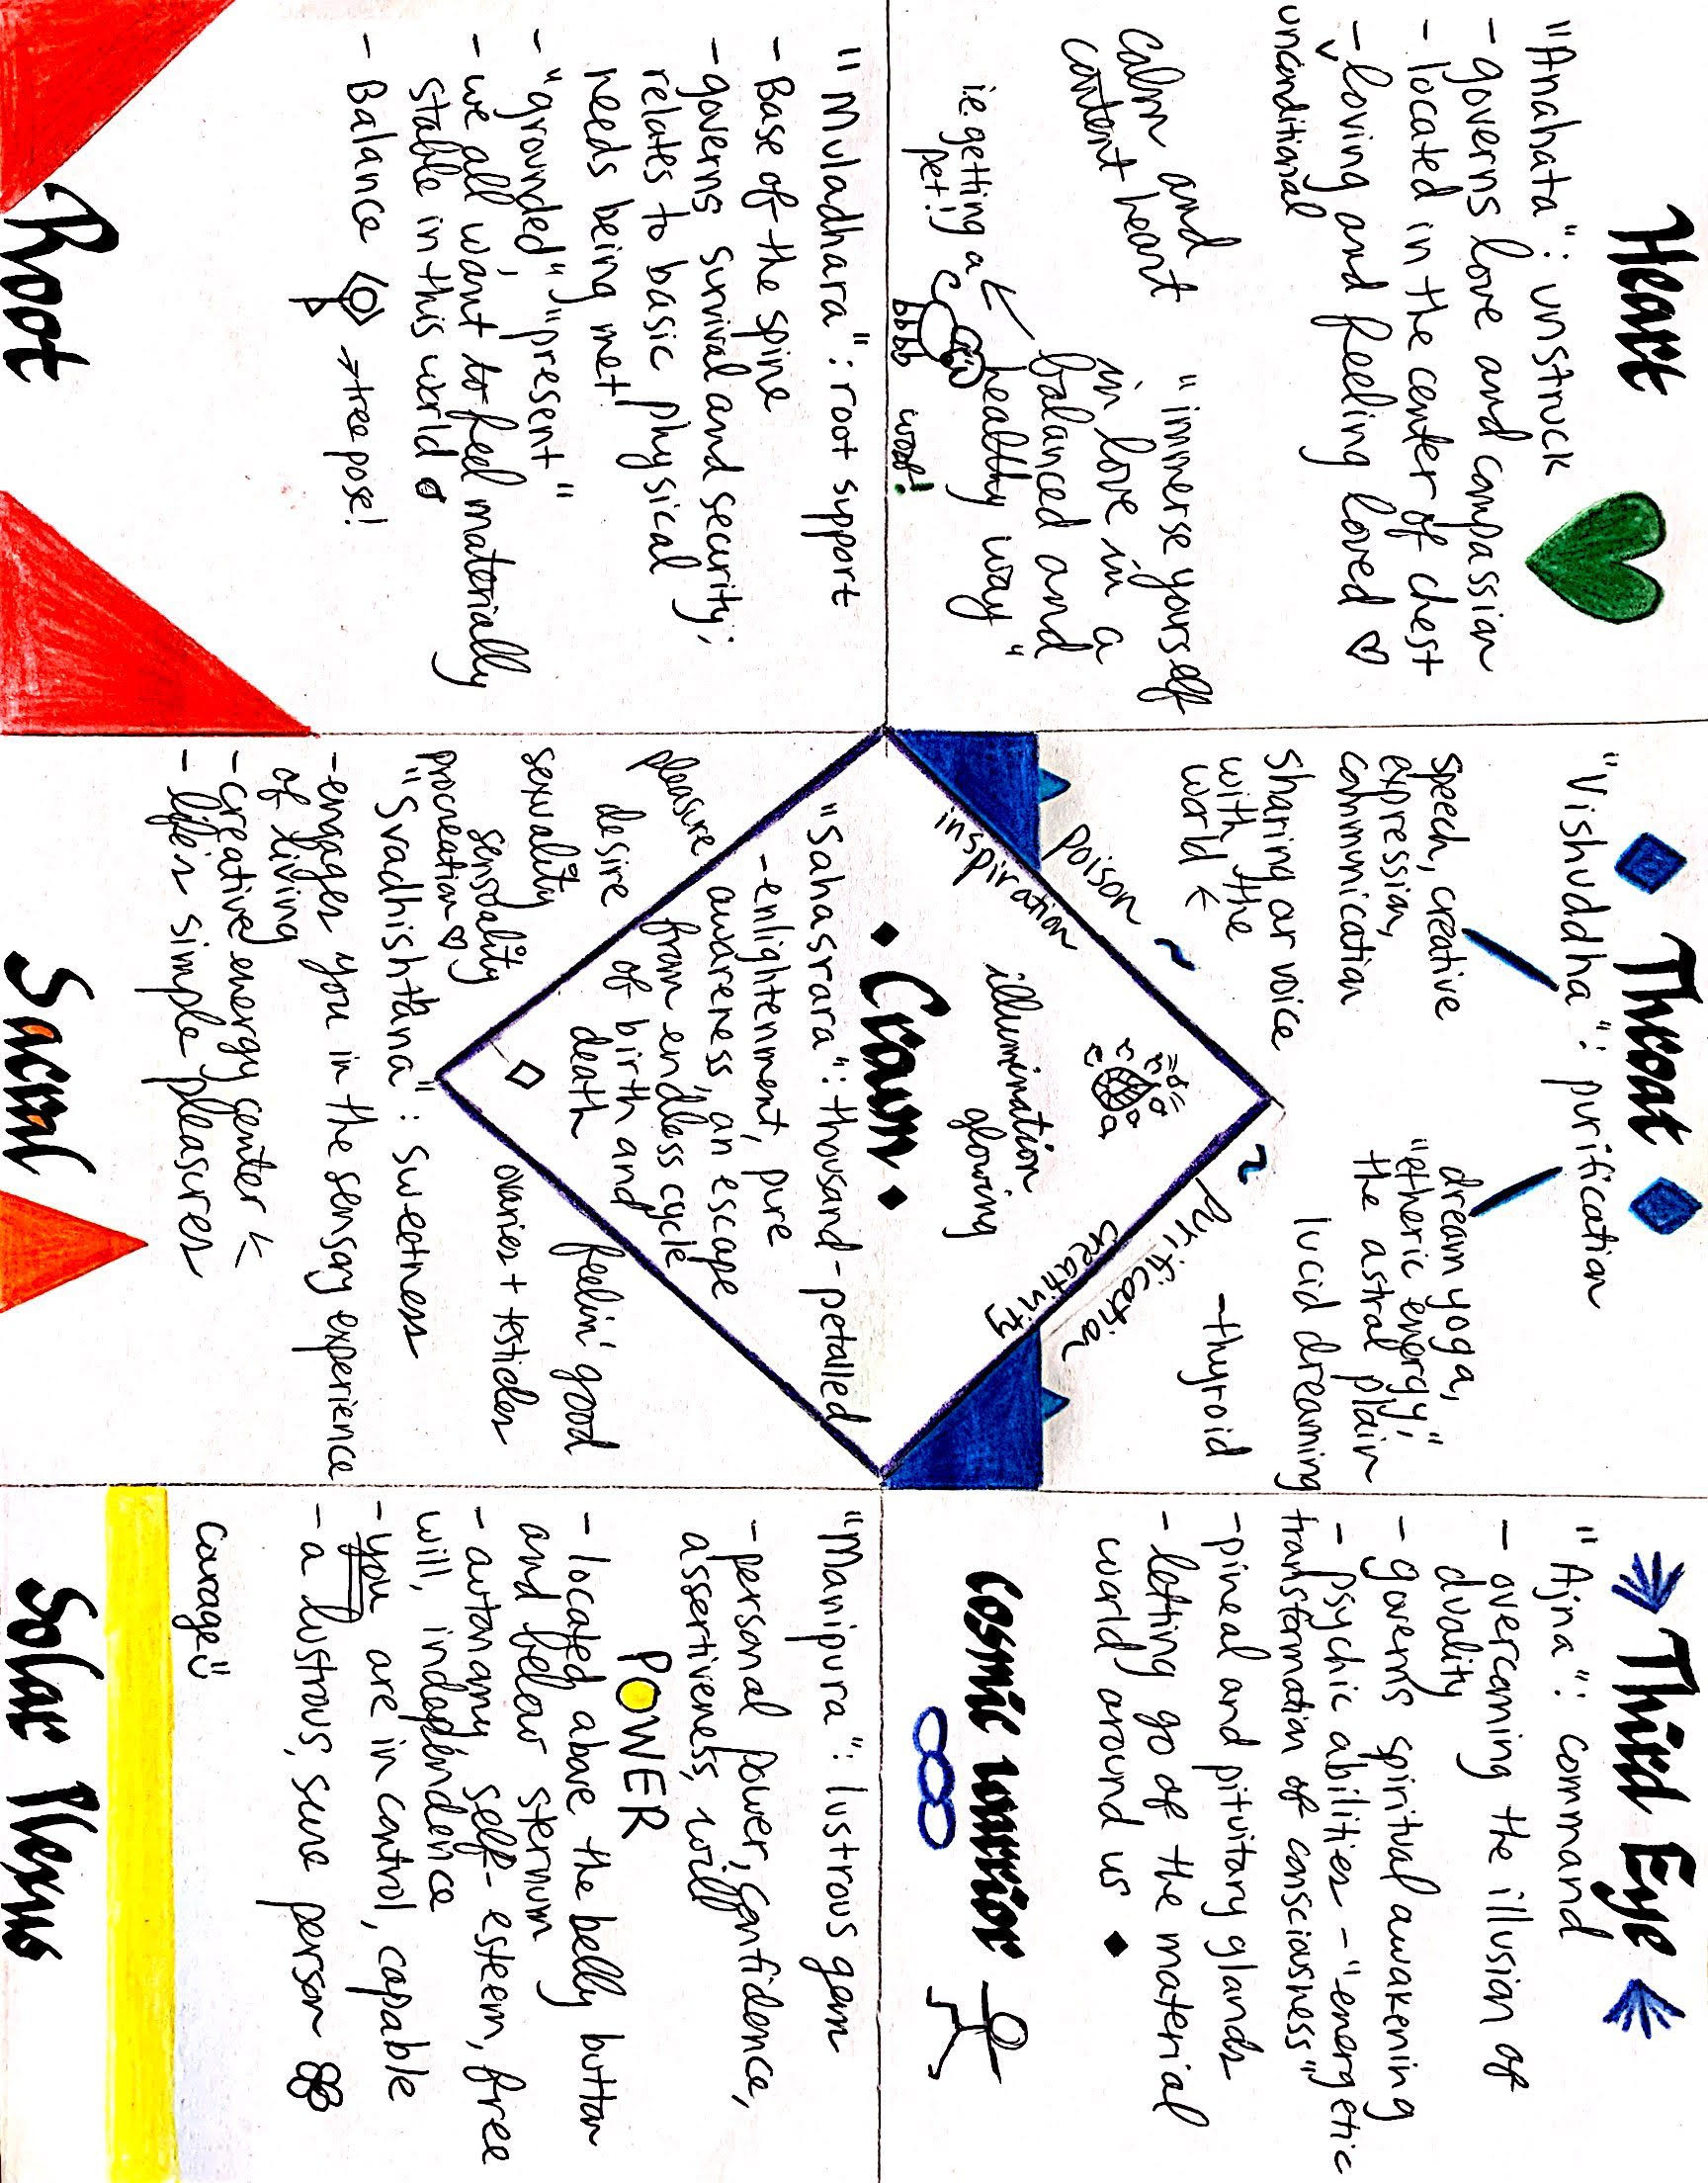 Heart
"Anahata": unstruck
- governs love and compassion
- located in the center of chest
- loving and feeling loved
unconditional
calm and
content heart
"immerse yourself
in love in a
balanced and
healthy way"
i.e. getting a
pet!
woof!
Throat
"Vishuddha": purification
speech, creative
expression,
communication
sharing our voice
with the
world
dream yoga,
"etheric energy,"
the astral plain
lucid dreaming
-thyroid
poison
inspiration
purification
creativity
Third Eye
"Ajna": command
- overcoming the illusion of
duality
- governs spiritual awakening
- psychic abilities - "energetic
transformation of consciousness"
-pineal and pituitary glands
- letting go of the material
world around us
cosmic warrior
illumination
glowing
Crown
"Sahasrara": thousand-petalled
-enlightenment, pure
awareness, an escape
from endless cycle
of birth and
death
"Muladhara": root support
- Base of the spine
- governs survival and security;
relates to basic physical
needs being met
- "grounded", "present"
- we all want to feel materially
stable in this world
- Balance
tree pose!
Root
pleasure
desire
sexuality
sensuality
procreation
feelin' good
ovaries + testicles
"Svadhishthana": sweetness
-engages you in the sensory experience
of living
-creative energy center
- life's simple pleasures
Sacral
"Manipura": lustrous gem
-personal power, confidence,
assertiveness, will
POWER
- located above the belly button
and below sternum
- autonomy, self-esteem, free
will, independence
-you are in control, capable
- a lustrous, sure person
Courage
Solar Plexus